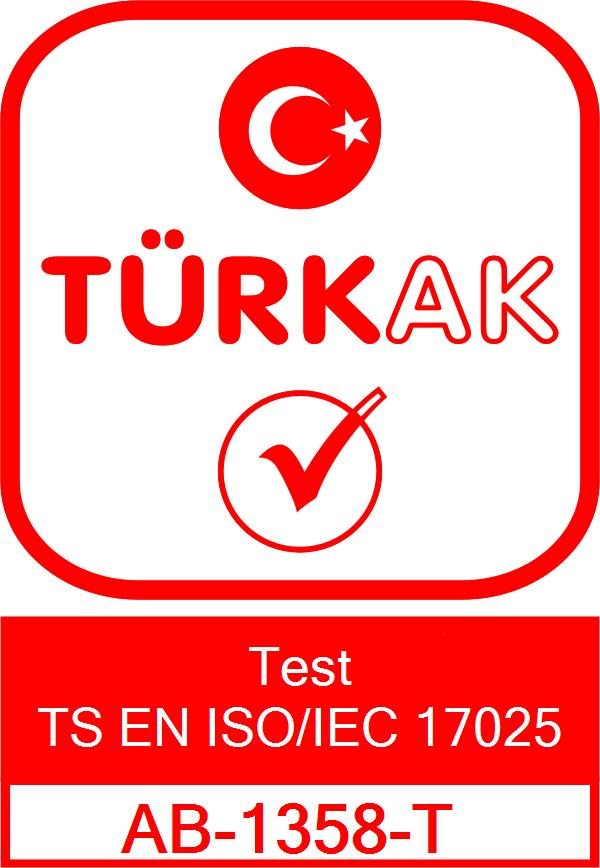 TÜRKAK
Test
TS EN ISO/IEC 17025
AB-1358-T